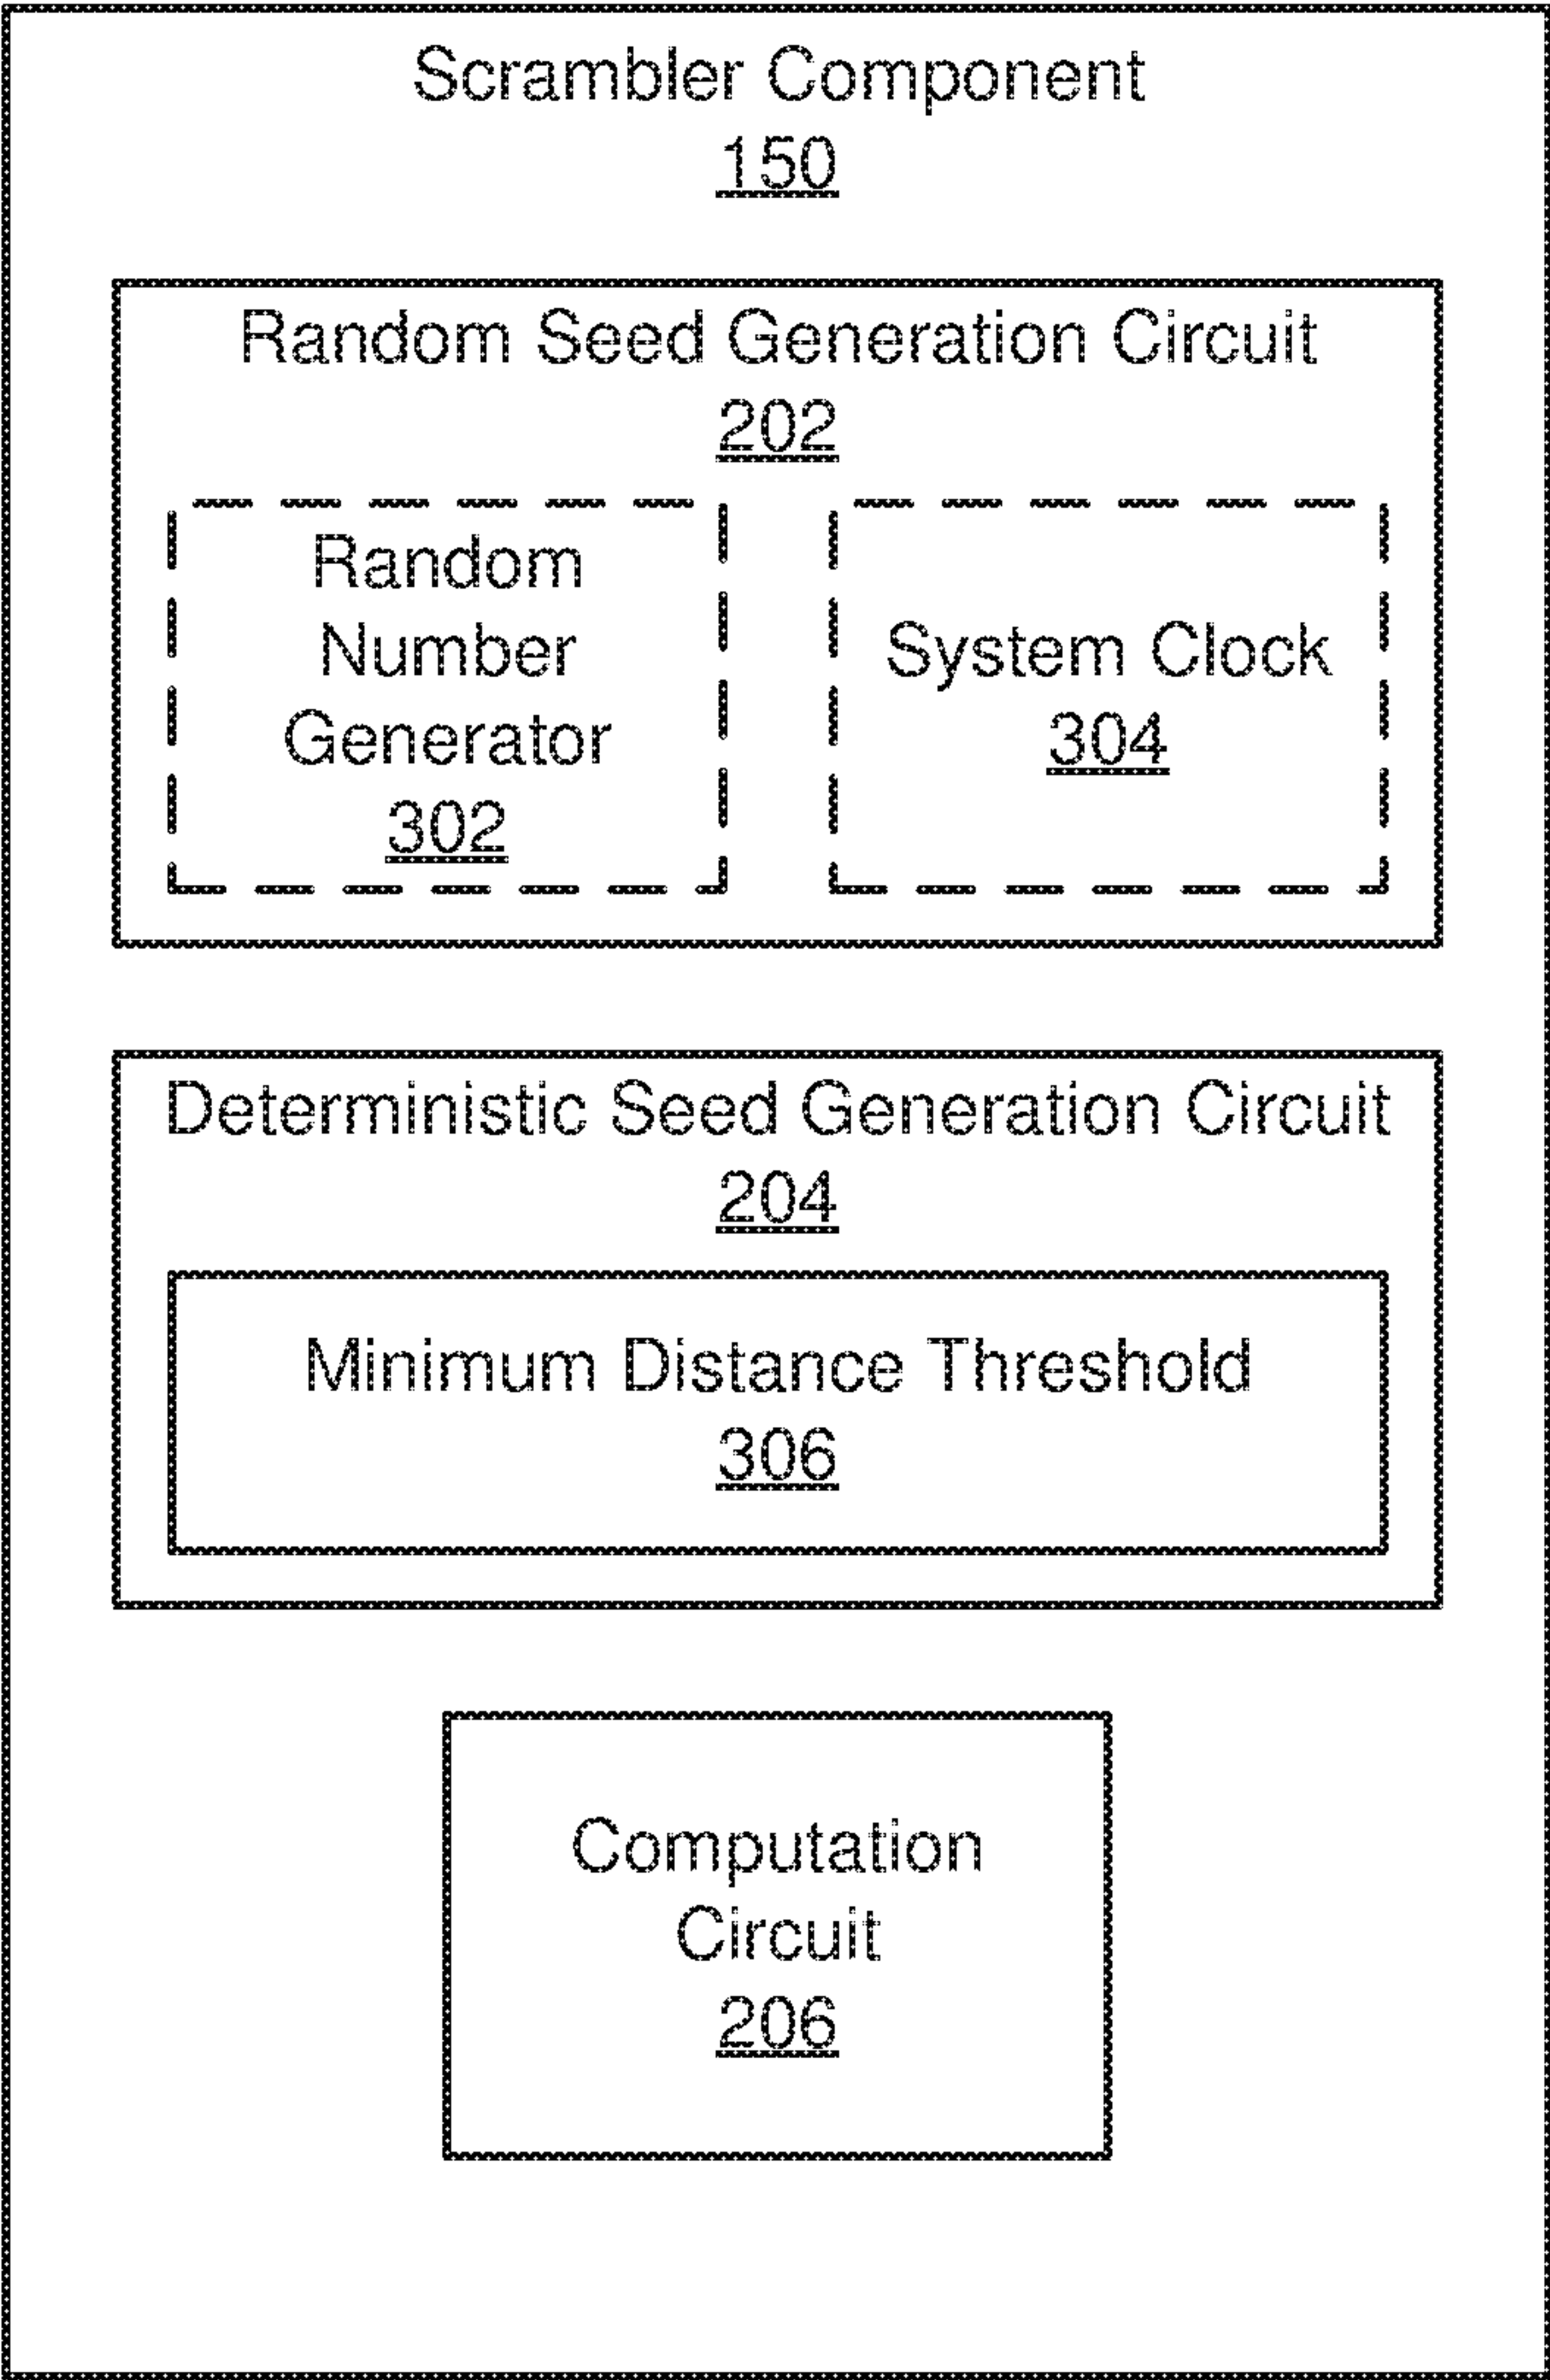 Scrambler Component
150
Random Seed Generation Circuit
202
Random
Number
Generator
302
System Clock
304
Deterministic Seed Generation Circuit
204
Minimum Distance Threshold
306
Computation
Circuit
206